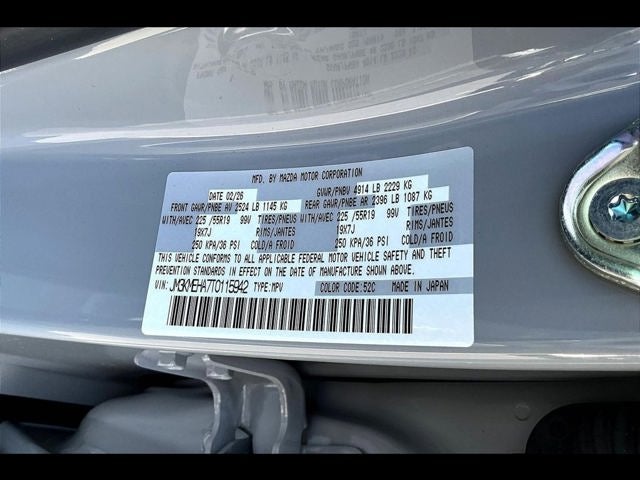 MFD. BY MAZDA MOTOR CORPORATION
DATE 02/26 GVWR/PNBV 4914 LB 2229 KG
FRONT GAWR/PNBE AV 2524 LB 1145 KG REAR GAWR/PNBE AR 2396 LB 1087 KG
WITH/AVEC 225 /55R19 99V TIRES/PNEUS WITH/AVEC 225 /55R19 99V TIRES/PNEUS
19X7J RIMS/JANTES 19X7J RIMS/JANTES
250 KPA/36 PSI COLD/A FROID 250 KPA/36 PSI COLD/A FROID
THIS VEHICLE CONFORMS TO ALL APPLICABLE FEDERAL MOTOR VEHICLE SAFETY AND THEFT
PREVENTION STANDARDS IN EFFECT ON THE DATE OF MANUFACTURE SHOWN ABOVE.
VIN: JM3KMEHA7T0115942 TYPE:MPV COLOR CODE:52C MADE IN JAPAN